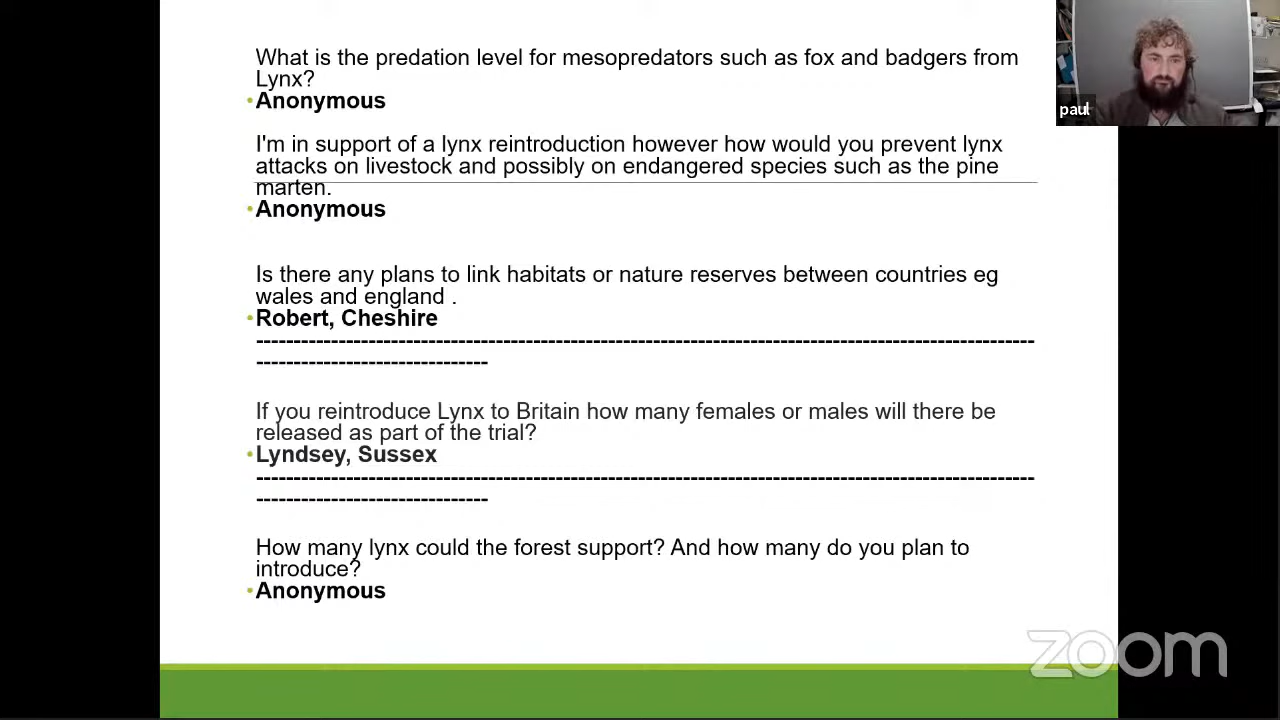 What is the predation level for mesopredators such as fox and badgers from
Lynx?
Anonymous
I'm in support of a lynx reintroduction however how would you prevent lynx
attacks on livestock and possibly on endangered species such as the pine
marten.
Anonymous
Is there any plans to link habitats or nature reserves between countries eg
wales and england .
Robert, Cheshire
--------------------------------------------------------------------------------------------------------
-------------------------------
If you reintroduce Lynx to Britain how many females or males will there be
released as part of the trial?
Lyndsey, Sussex
--------------------------------------------------------------------------------------------------------
-------------------------------
How many lynx could the forest support? And how many do you plan to
introduce?
Anonymous
paul
zoom